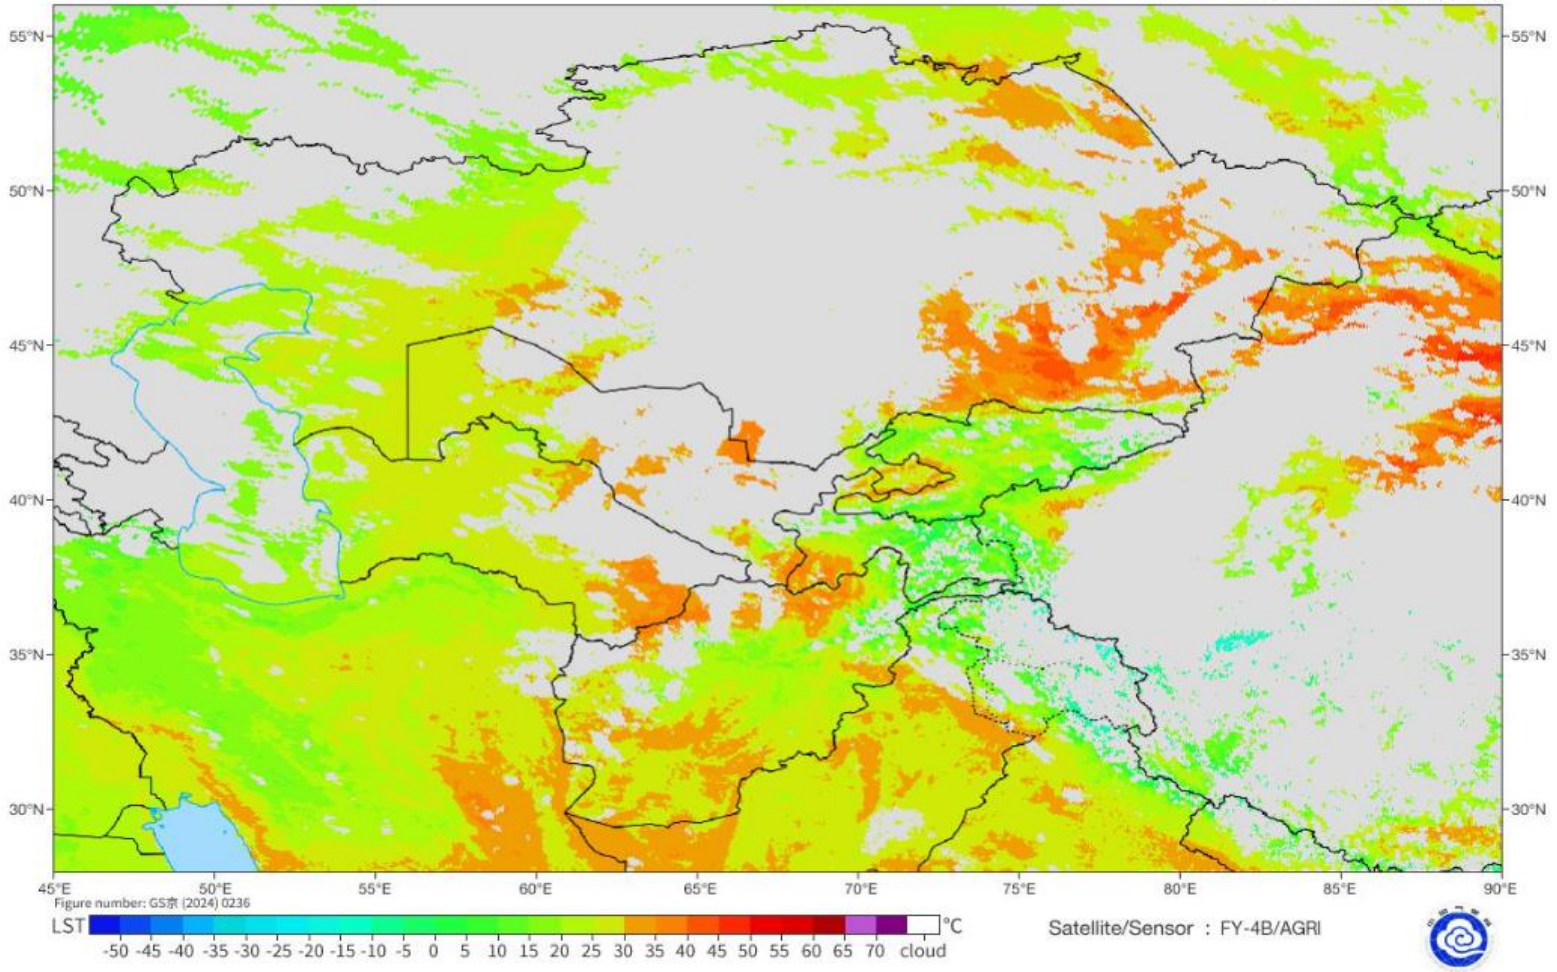 55°N 55°N
50°N 50°N
45°N 45°N
40°N 40°N
35°N 35°N
30°N 30°N
45°E 50°E 55°E 60°E 65°E 70°E 75°E 80°E 85°E 90°E
Figure number: GS京 (2024) 0236
LST °C
-50 -45 -40 -35 -30 -25 -20 -15 -10 -5 0 5 10 15 20 25 30 35 40 45 50 55 60 65 70 cloud
Satellite/Sensor : FY-4B/AGRI